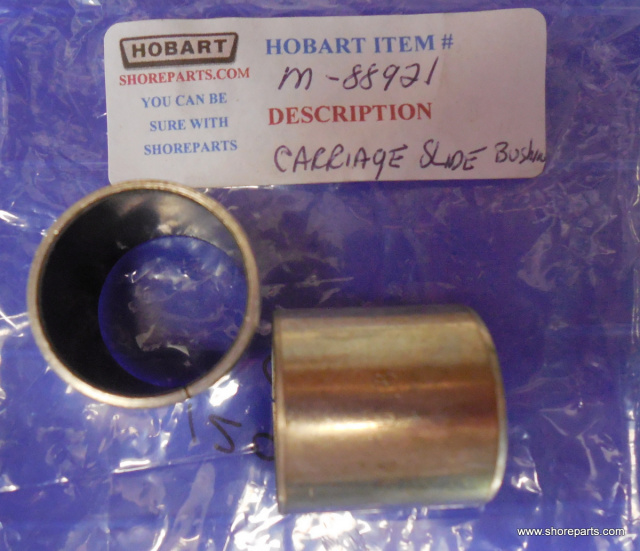 HOBART
SHOREPARTS.COM
YOU CAN BE
SURE WITH
SHOREPARTS
HOBART ITEM #
M-88921
DESCRIPTION
CARRIAGE SLIDE
www.shoreparts.com